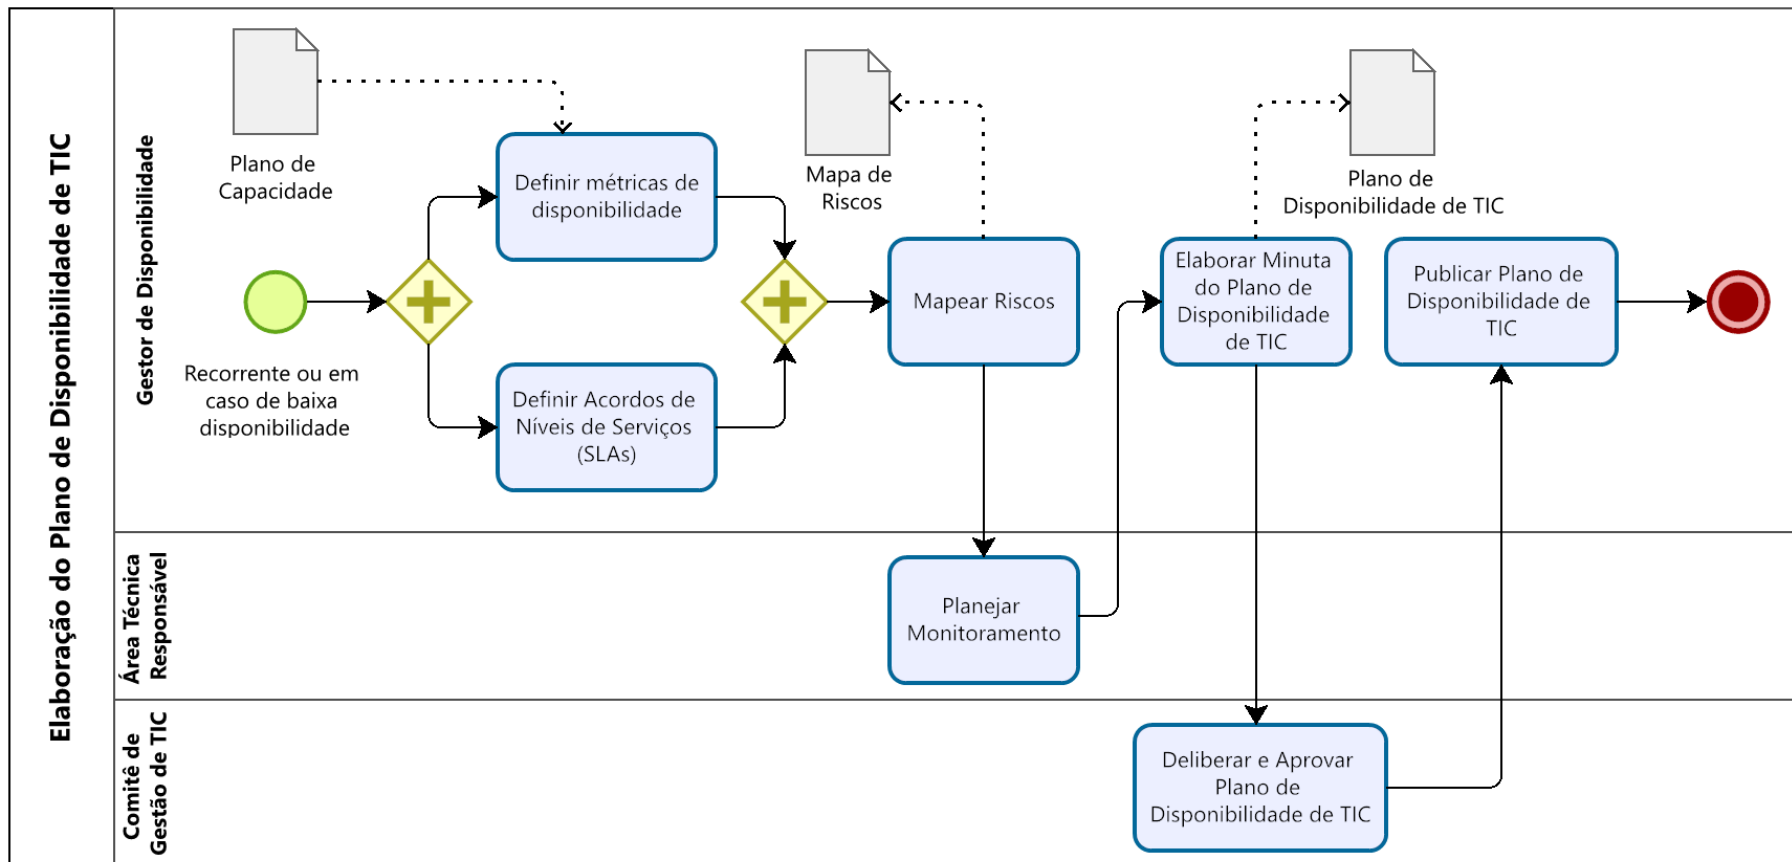 Elaboração do Plano de Disponibilidade de TIC
Gestor de Disponibilidade
Plano de
Capacidade
Recorrente ou em
caso de baixa
disponibilidade
Definir métricas de
disponibilidade
Definir Acordos de
Níveis de Serviços
(SLAs)
Mapa de
Riscos
Mapear Riscos
Plano de
Disponibilidade de TIC
Elaborar Minuta
do Plano de
Disponibilidade
de TIC
Publicar Plano de
Disponibilidade de
TIC
Área Técnica
Responsável
Planejar
Monitoramento
Comitê de
Gestão de TIC
Deliberar e Aprovar
Plano de
Disponibilidade de TIC